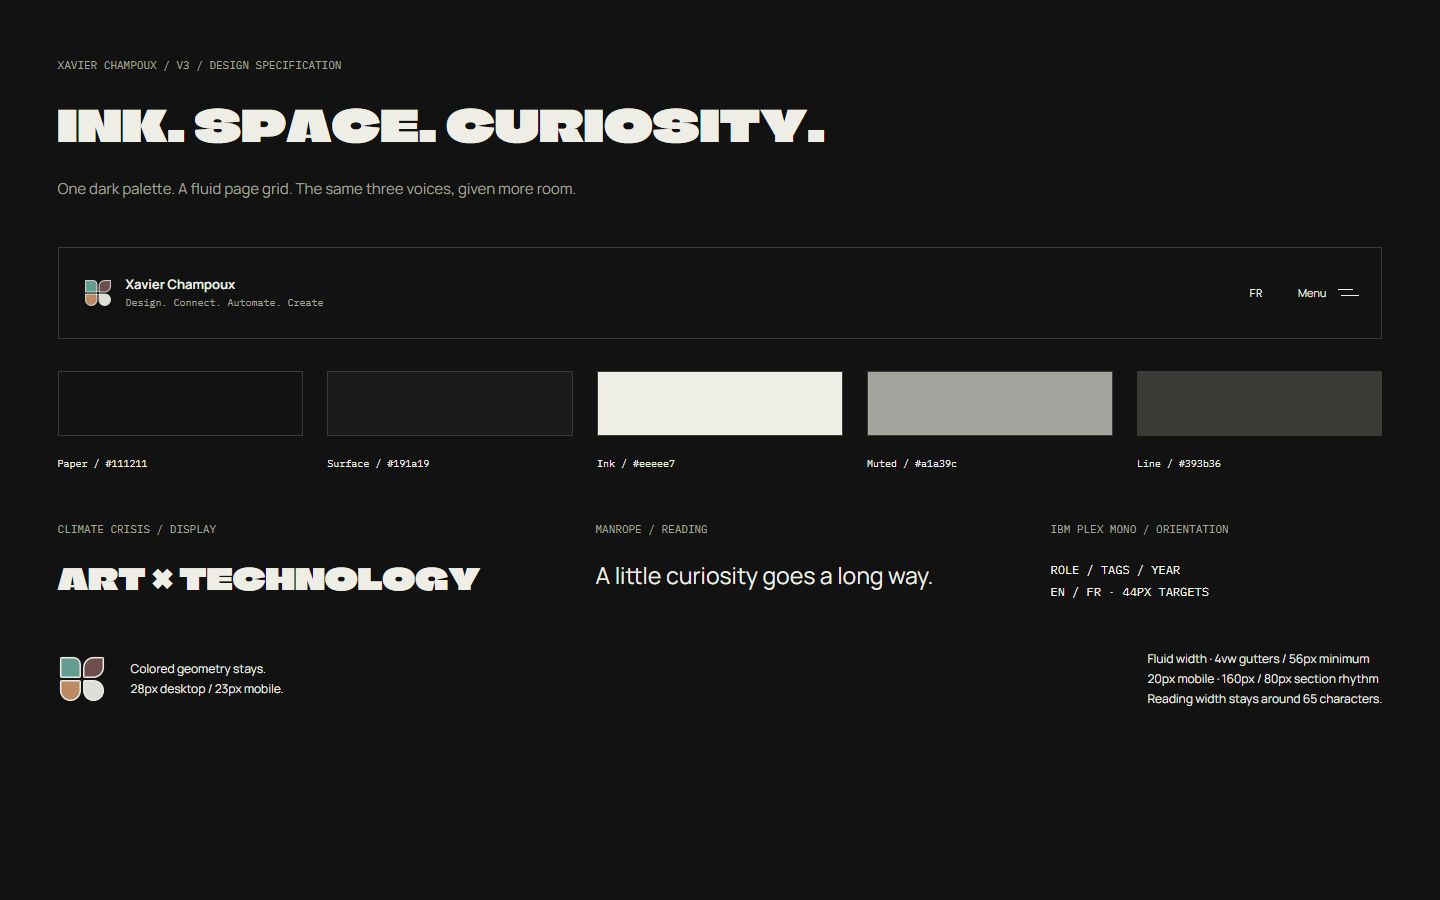 XAVIER CHAMPOUX / V3 / DESIGN SPECIFICATION
INK. SPACE. CURIOSITY.
One dark palette. A fluid page grid. The same three voices, given more room.
Xavier Champoux
Design. Connect. Automate. Create
FR
Menu
Paper / #111211
Surface / #191a19
Ink / #eeeee7
Muted / #a1a39c
Line / #393b36
CLIMATE CRISIS / DISPLAY
ART × TECHNOLOGY
MANROPE / READING
A little curiosity goes a long way.
IBM PLEX MONO / ORIENTATION
ROLE / TAGS / YEAR
EN / FR · 44PX TARGETS
Colored geometry stays.
28px desktop / 23px mobile.
Fluid width · 4vw gutters / 56px minimum
20px mobile · 160px / 80px section rhythm
Reading width stays around 65 characters.